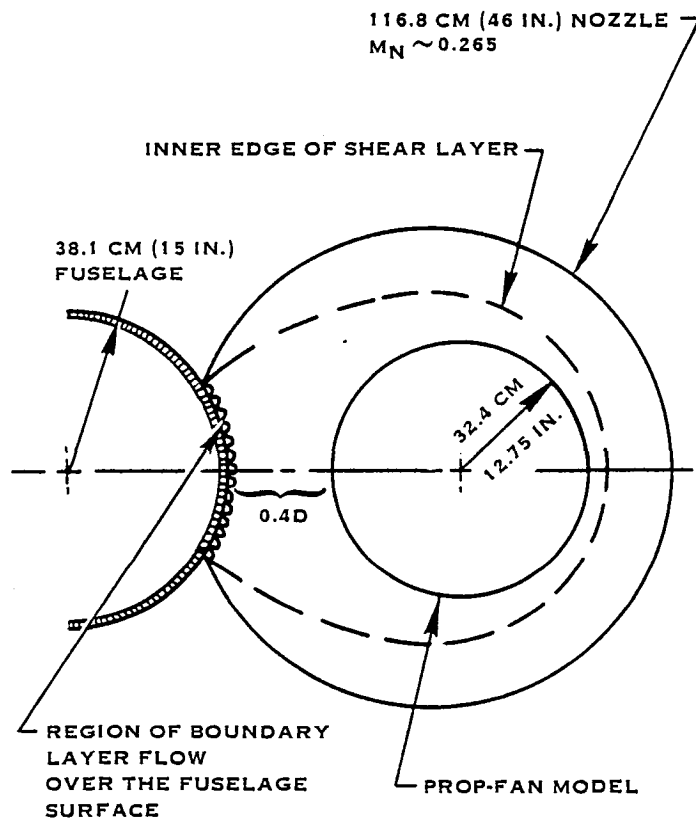 116.8 CM (46 IN.) NOZZLE
M_N ~ 0.265
INNER EDGE OF SHEAR LAYER
38.1 CM (15 IN.)
FUSELAGE
32.4 CM
12.75 IN.
0.4D
REGION OF BOUNDARY
LAYER FLOW
OVER THE FUSELAGE
SURFACE
PROP-FAN MODEL